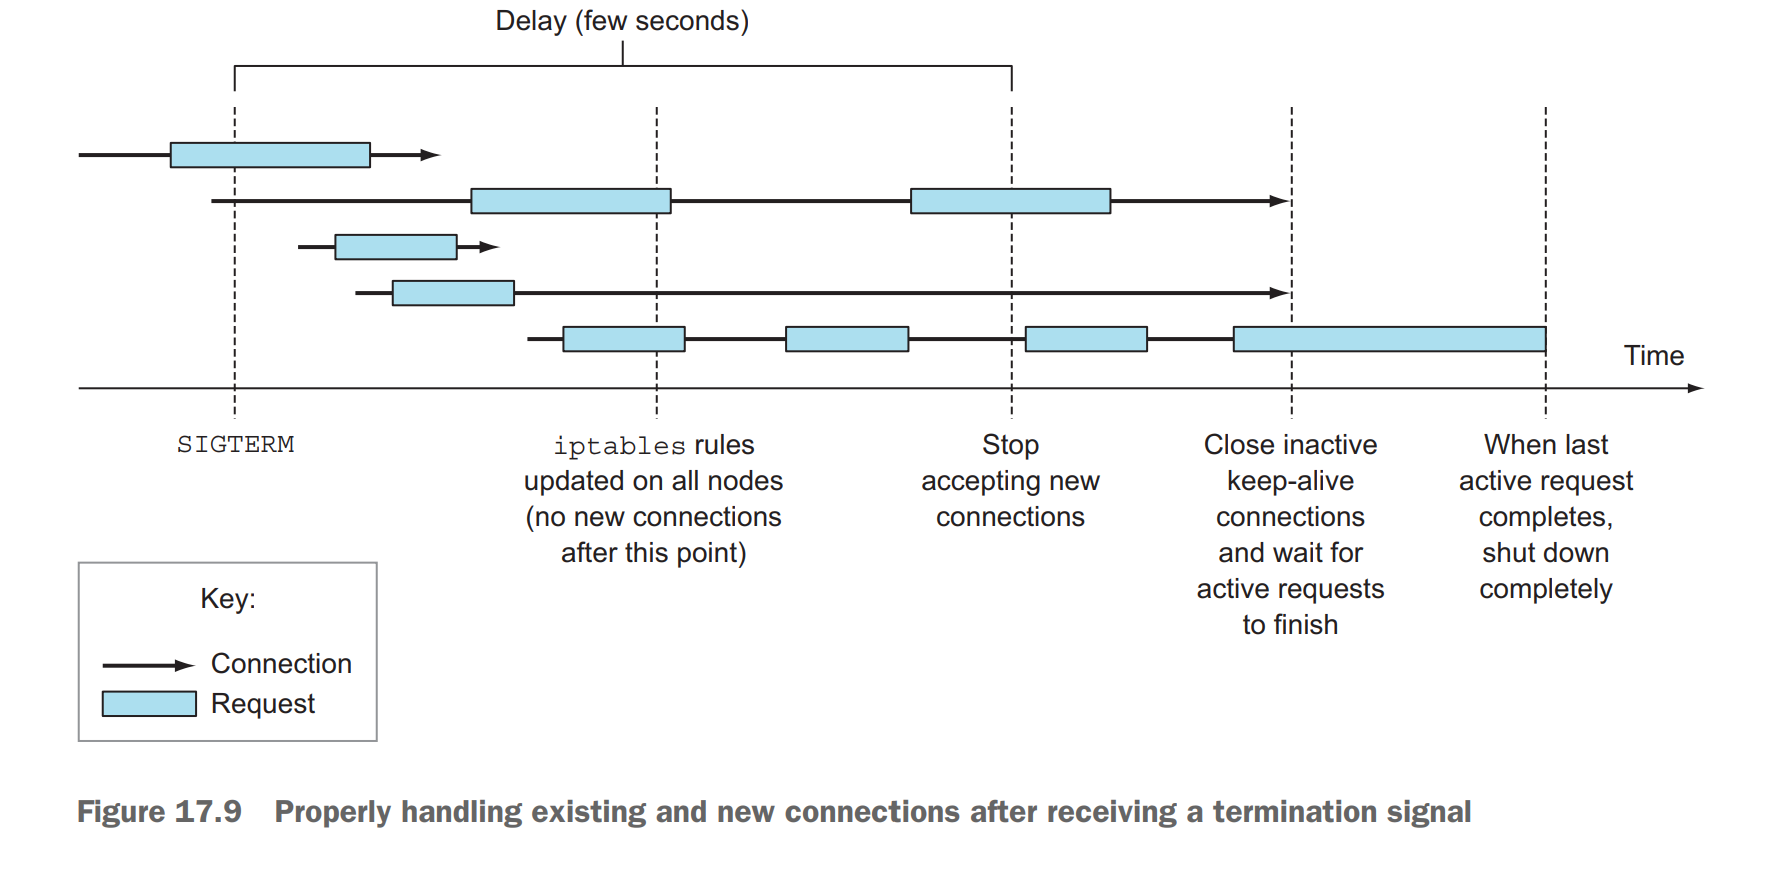 Delay (few seconds)
Time
SIGTERM
iptables rules
updated on all nodes
(no new connections
after this point)
Stop
accepting new
connections
Close inactive
keep-alive
connections
and wait for
active requests
to finish
When last
active request
completes,
shut down
completely
Key:
Connection
Request
Figure 17.9 Properly handling existing and new connections after receiving a termination signal